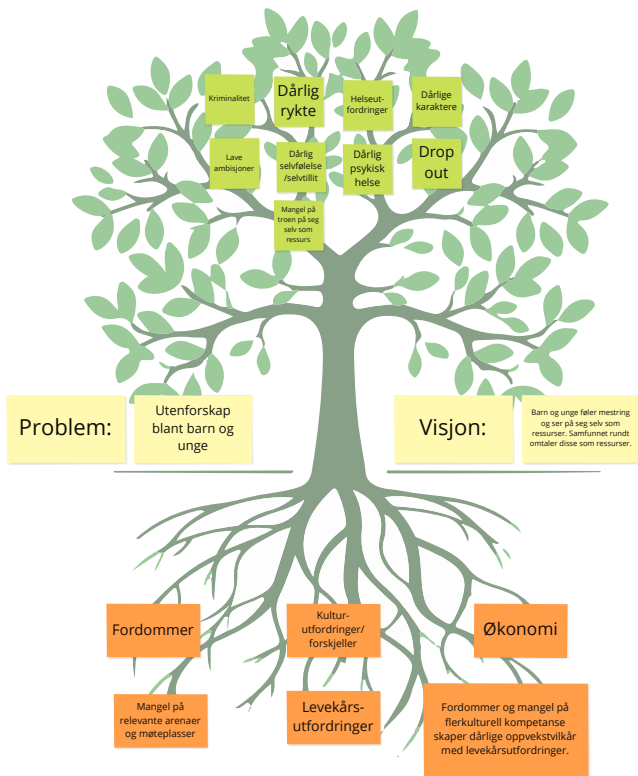 Kriminalitet
Dårlig
rykte
Helseut-
fordringer
Dårlige
karaktere
Lave
ambisjoner
Dårlig
selvfølelse
/selvtillit
Dårlig
psykisk
helse
Drop
out
Mangel på
troen på seg
selv som
ressurs
Problem:
Utenforskap
blant barn og
unge
Visjon:
Barn og unge føler mestring
og ser på seg selv som
ressurser. Samfunnet rundt
omtaler disse som ressurser.
Fordommer
Kultur-
utfordringer/
forskjeller
Økonomi
Mangel på
relevante arenaer
og møteplasser
Levekårs-
utfordringer
Fordommer og mangel på
flerkulturell kompetanse
skaper dårlige oppvekstvilkår
med levekårsutfordringer.